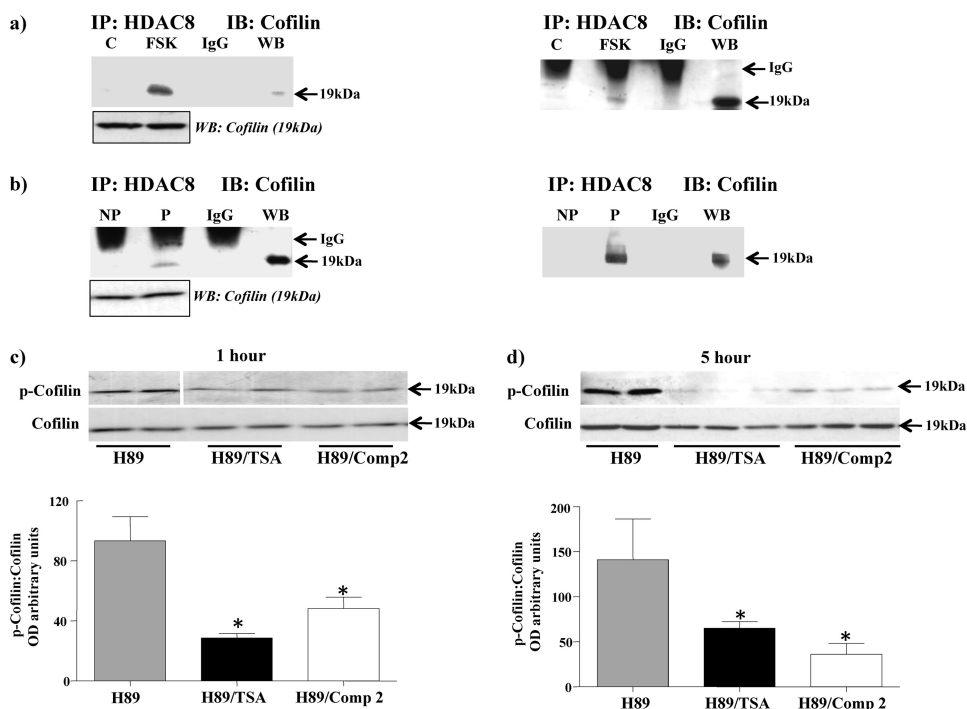 a)
IP: HDAC8 IB: Cofilin
C FSK IgG WB
19kDa
WB: Cofilin (19kDa)
IP: HDAC8 IB: Cofilin
C FSK IgG WB
IgG
19kDa
b)
IP: HDAC8 IB: Cofilin
NP P IgG WB
IgG
19kDa
WB: Cofilin (19kDa)
IP: HDAC8 IB: Cofilin
NP P IgG WB
19kDa
c)
1 hour
p-Cofilin
19kDa
Cofilin
19kDa
H89 H89/TSA H89/Comp2
p-Cofilin:Cofilin
OD arbitrary units
120
80
40
0
*
*
H89 H89/TSA H89/Comp 2
d)
5 hour
p-Cofilin
19kDa
Cofilin
19kDa
H89 H89/TSA H89/Comp2
p-Cofilin:Cofilin
OD arbitrary units
200
150
100
50
0
*
*
H89 H89/TSA H89/Comp 2